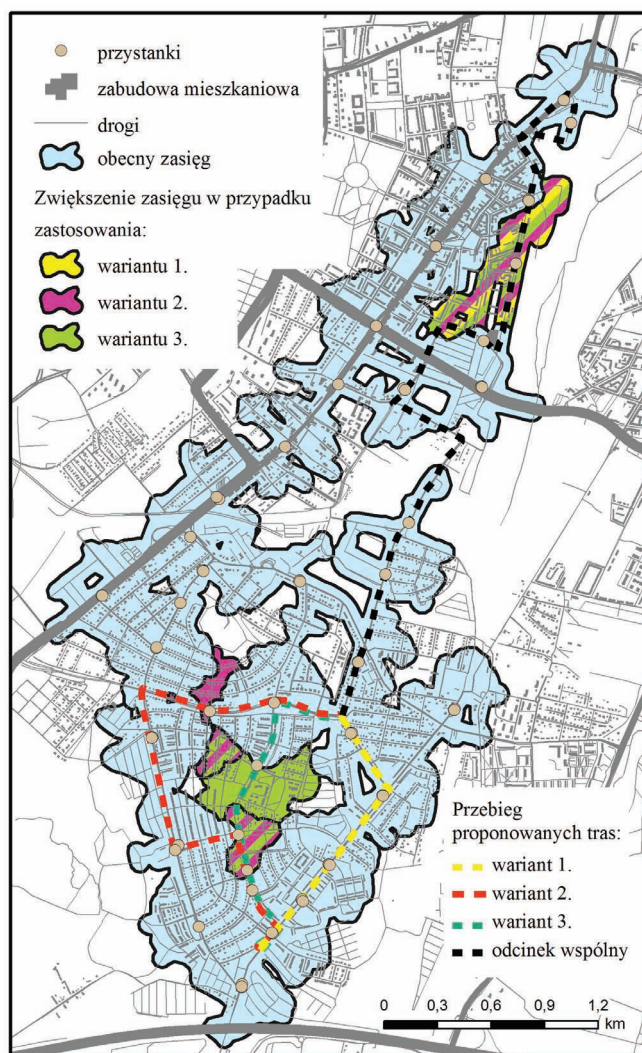 przystanki
zabudowa mieszkaniowa
drogi
obecny zasięg
Zwiększenie zasięgu w przypadku
zastosowania:
wariantu 1.
wariantu 2.
wariantu 3.
Przebieg
proponowanych tras:
wariant 1.
wariant 2.
wariant 3.
odcinek wspólny
0 0,3 0,6 0,9 1,2
km